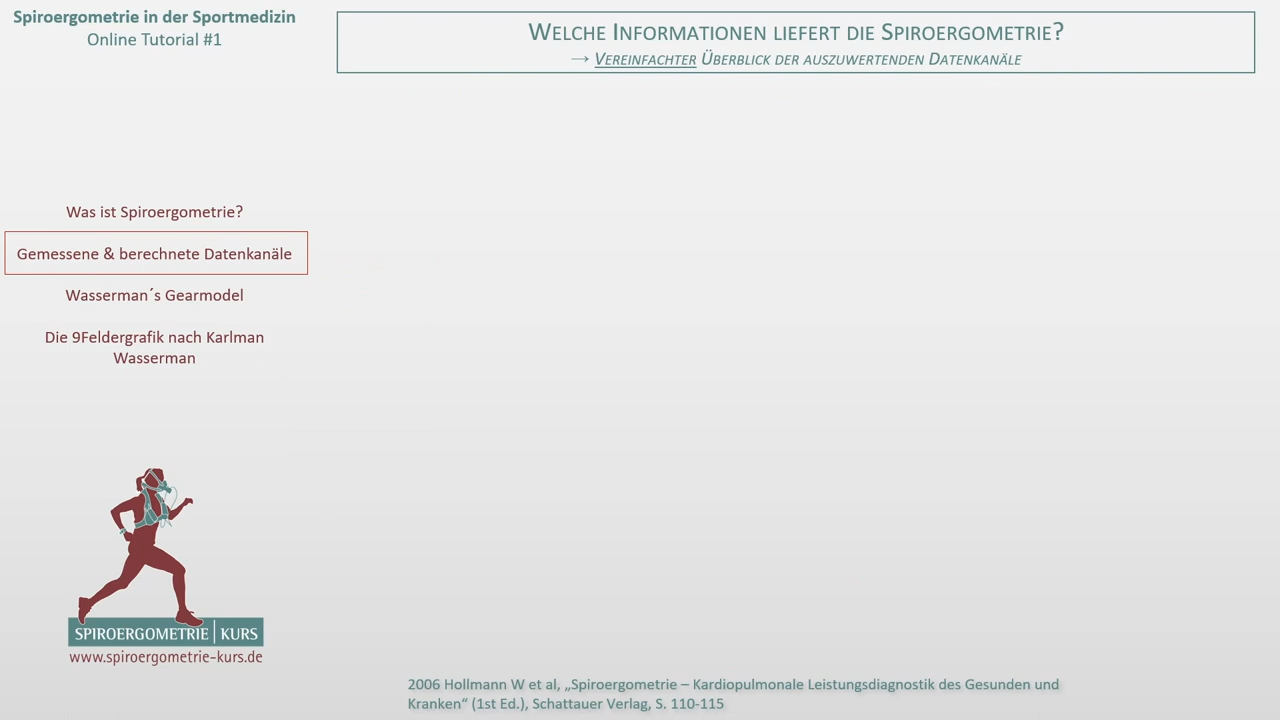 Spiroergometrie in der Sportmedizin
Online Tutorial #1
Welche Informationen liefert die Spiroergometrie?
→ Vereinfachter Überblick der auszuwertenden Datenkanäle
Was ist Spiroergometrie?
Gemessene & berechnete Datenkanäle
Wasserman´s Gearmodel
Die 9Feldergrafik nach Karlman
Wasserman
SPIROERGOMETRIE | KURS
www.spiroergometrie-kurs.de
2006 Hollmann W et al, „Spiroergometrie – Kardiopulmonale Leistungsdiagnostik des Gesunden und
Kranken“ (1st Ed.), Schattauer Verlag, S. 110-115